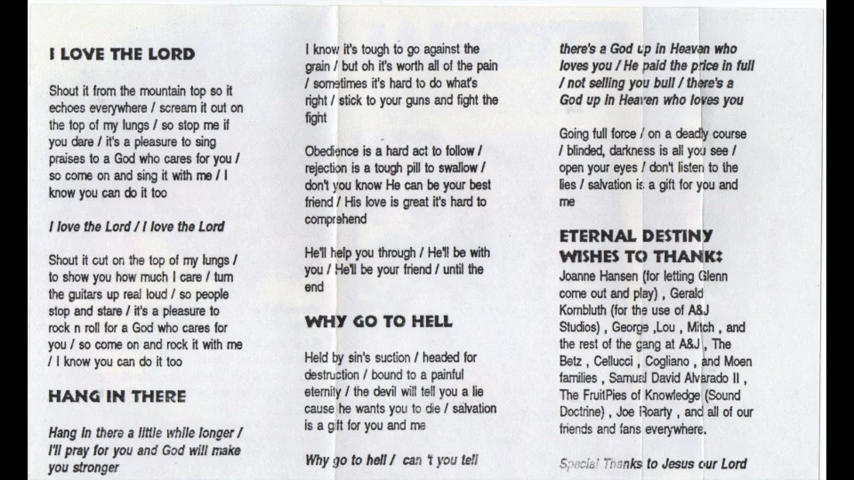 I LOVE THE LORD
Shout it from the mountain top so it
echoes everywhere / scream it out on
the top of my lungs / so stop me if
you dare / it's a pleasure to sing
praises to a God who cares for you /
so come on and sing it with me / I
know you can do it too
I love the Lord / I love the Lord
Shout it cut on the top of my lungs /
to show you how much I care / turn
the guitars up real loud / so people
stop and stare / it's a pleasure to
rock n roll for a God who cares for
you / so come on and rock it with me
/ I know you can do it too
HANG IN THERE
Hang in there a little while longer /
I'll pray for you and God will make
you stronger
I know it's tough to go against the
grain / but oh it's worth all of the pain
/ sometimes it's hard to do what's
right / stick to your guns and fight the
fight
Obedience is a hard act to follow /
rejection is a tough pill to swallow /
don't you know He can be your best
friend / His love is great it's hard to
comprehend
He'll help you through / He'll be with
you / He'll be your friend / until the
end
WHY GO TO HELL
Held by sin's suction / headed for
destruction / bound to a painful
eternity / the devil will tell you a lie
cause he wants you to die / salvation
is a gift for you and me
Why go to hell / can 't you tell
there's a God up in Heaven who
loves you / He paid the price in full
/ not selling you bull / there's a
God up in Heaven who loves you
Going full force / on a deadly course
/ blinded, darkness is all you see /
open your eyes / don't listen to the
lies / salvation is a gift for you and
me
ETERNAL DESTINY
WISHES TO THANK:
Joanne Hansen (for letting Glenn
come out and play) , Gerald
Kornbluth (for the use of A&J
Studios) , George ,Lou , Mitch , and
the rest of the gang at A&J , The
Betz , Cellucci , Cogliano , and Moen
families , Samual David Alvarado II ,
The FruitPies of Knowledge (Sound
Doctrine) , Joe Roarty , and all of our
friends and fans everywhere.
Special Thanks to Jesus our Lord